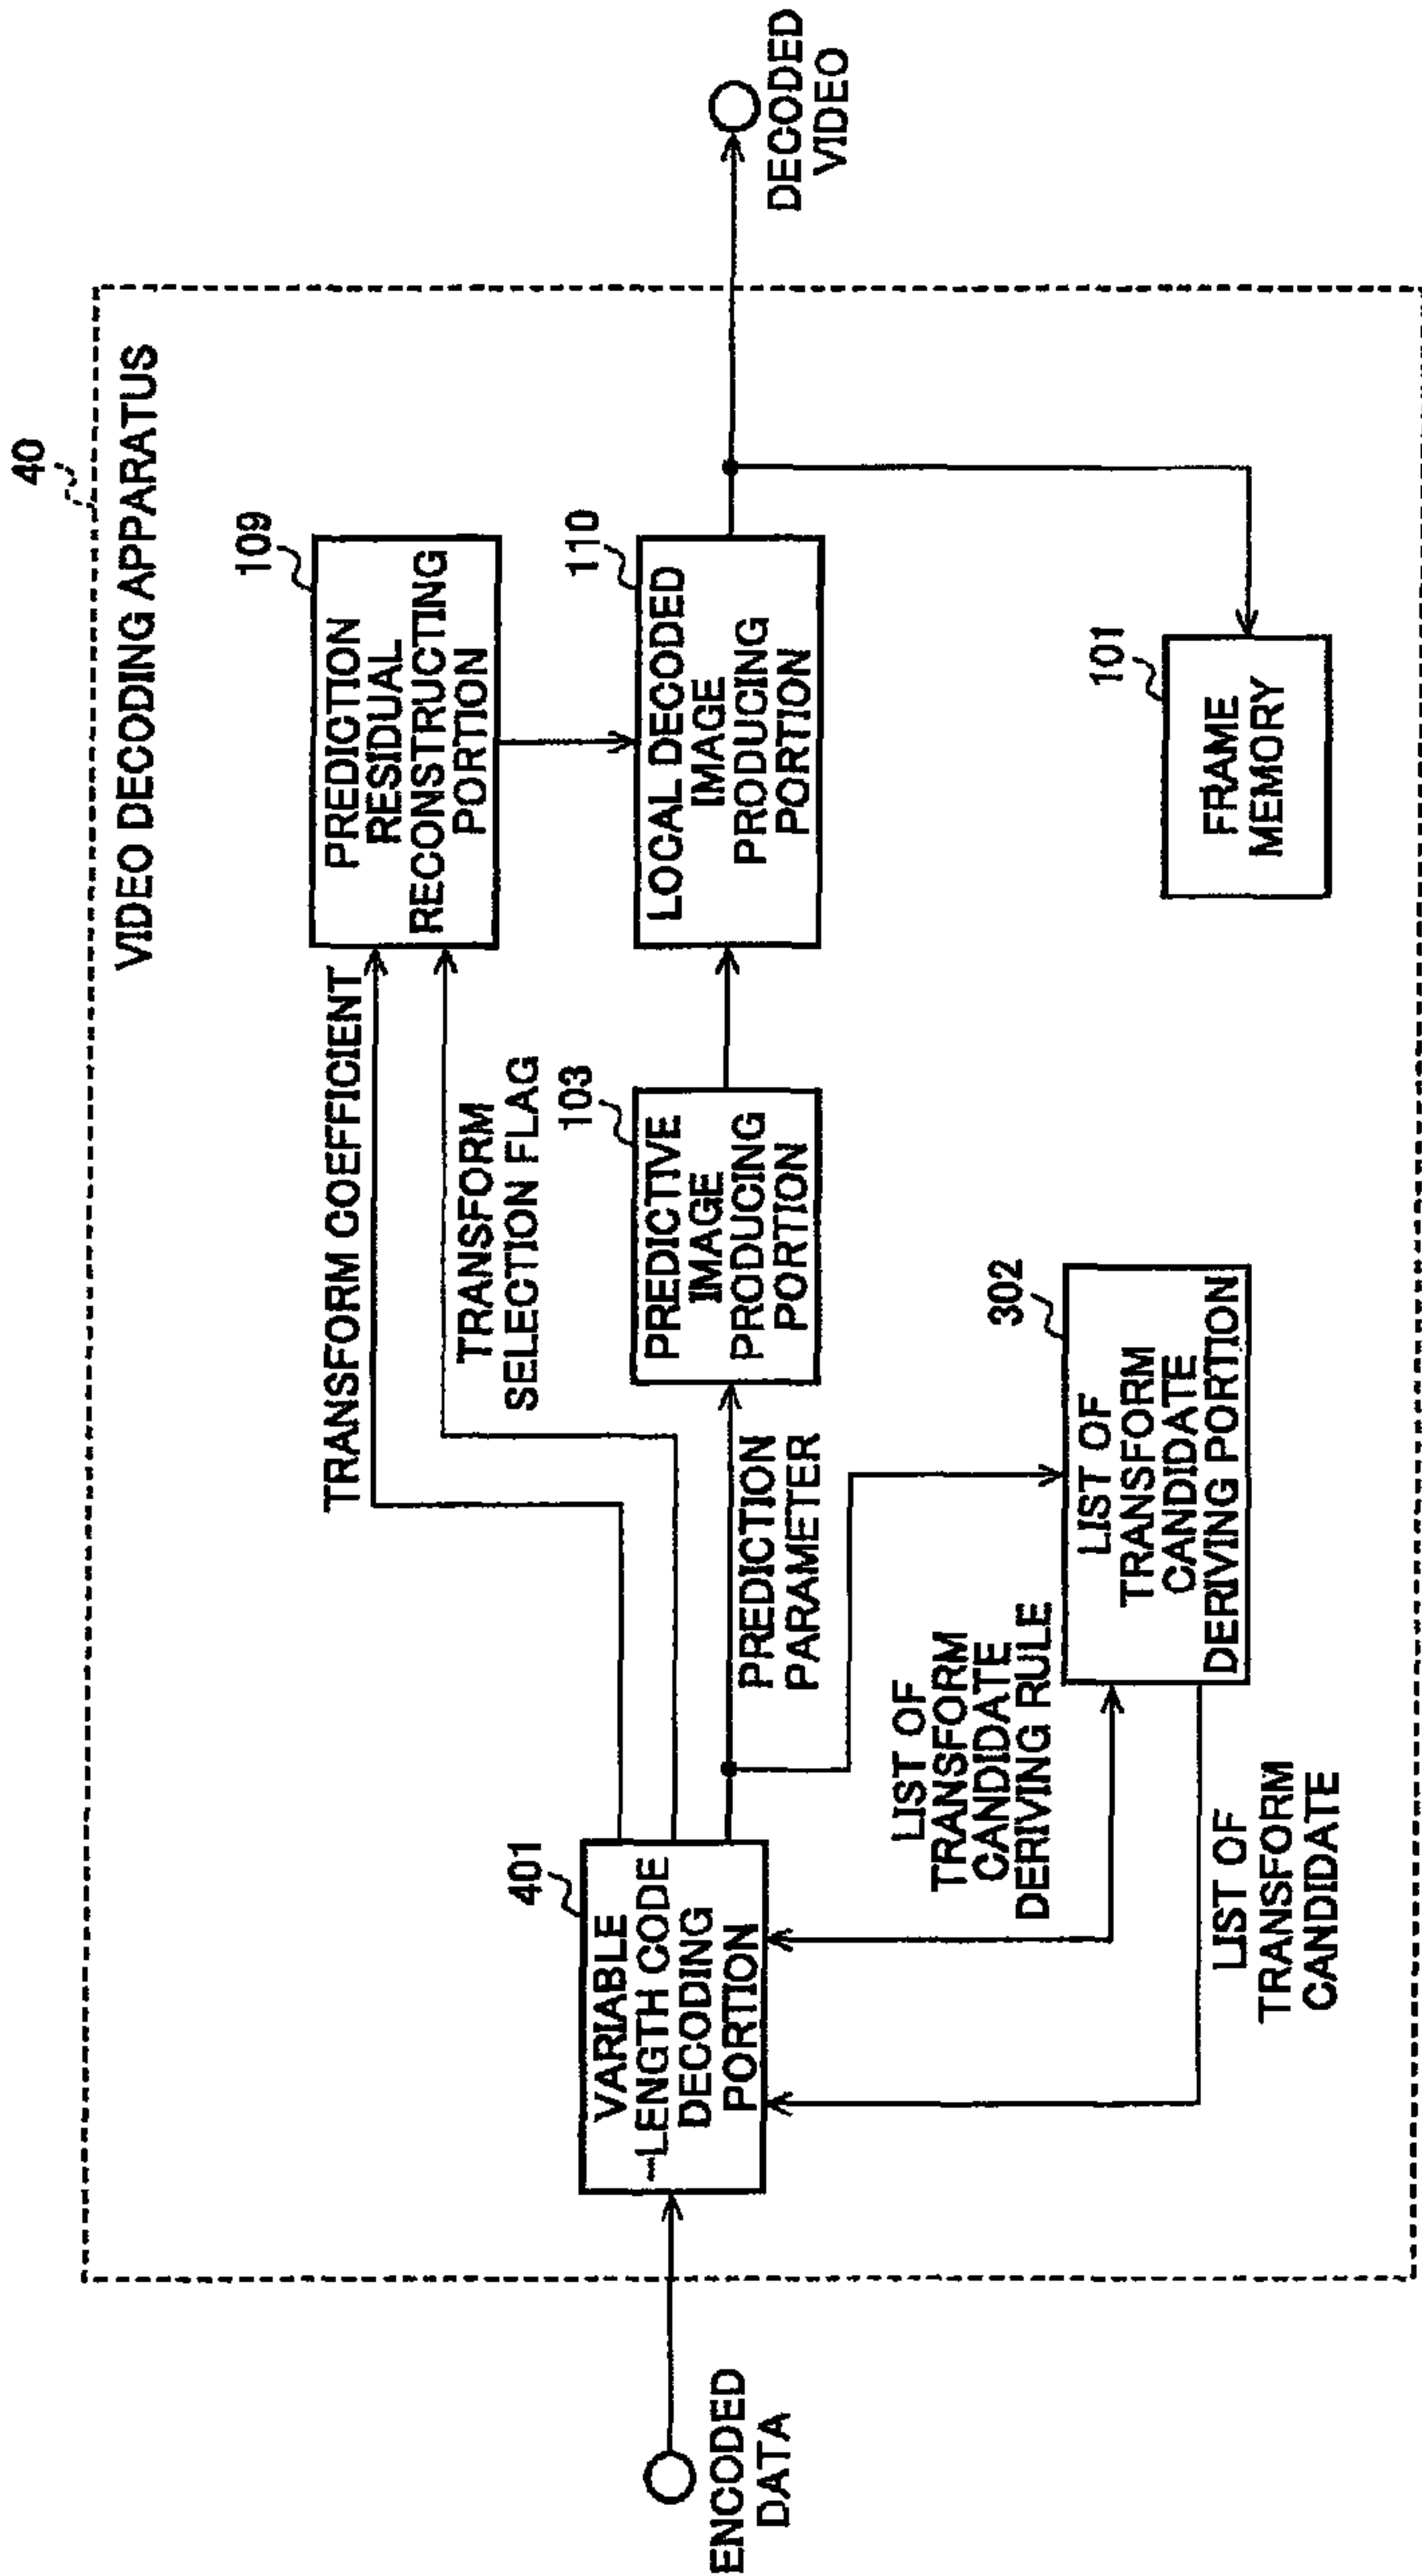 40
VIDEO DECODING APPARATUS
109
PREDICTION
RESIDUAL
RECONSTRUCTING
PORTION
TRANSFORM COEFFICIENT
TRANSFORM
SELECTION FLAG
110
LOCAL DECODED
IMAGE
PRODUCING
PORTION
103
PREDICTIVE
IMAGE
PRODUCING
PORTION
401
VARIABLE
-LENGTH CODE
DECODING
PORTION
ENCODED
DATA
DECODED
VIDEO
PREDICTION
PARAMETER
101
FRAME
MEMORY
302
LIST OF
TRANSFORM
CANDIDATE
DERIVING PORTION
LIST OF
TRANSFORM
CANDIDATE
DERIVING RULE
LIST OF
TRANSFORM
CANDIDATE